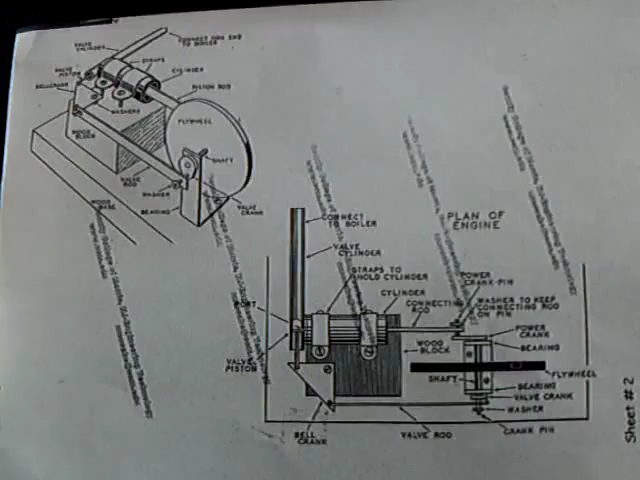 CONNECT THIS END
TO BOILER
VALVE
CYLINDER
STRAPS
CYLINDER
VALVE
PISTON
BELLCRANK
PISTON ROD
WASHERS
FLYWHEEL
WOOD
BLOCK
SHAFT
VALVE
ROD
WASHER
WOOD
BASE
BEARING
VALVE
CRANK
PLAN OF
ENGINE
CONNECT
TO BOILER
VALVE
CYLINDER
STRAPS TO
HOLD CYLINDER
CYLINDER
POWER
CRANK-PIN
CONNECTING
ROD
WASHER TO KEEP
CONNECTING ROD
ON PIN
PORT
POWER
CRANK
WOOD
BLOCK
BEARING
VALVE
PISTON
FLYWHEEL
SHAFT
BEARING
VALVE CRANK
WASHER
BELL
CRANK
VALVE ROD
CRANK PIN
Sheet #2